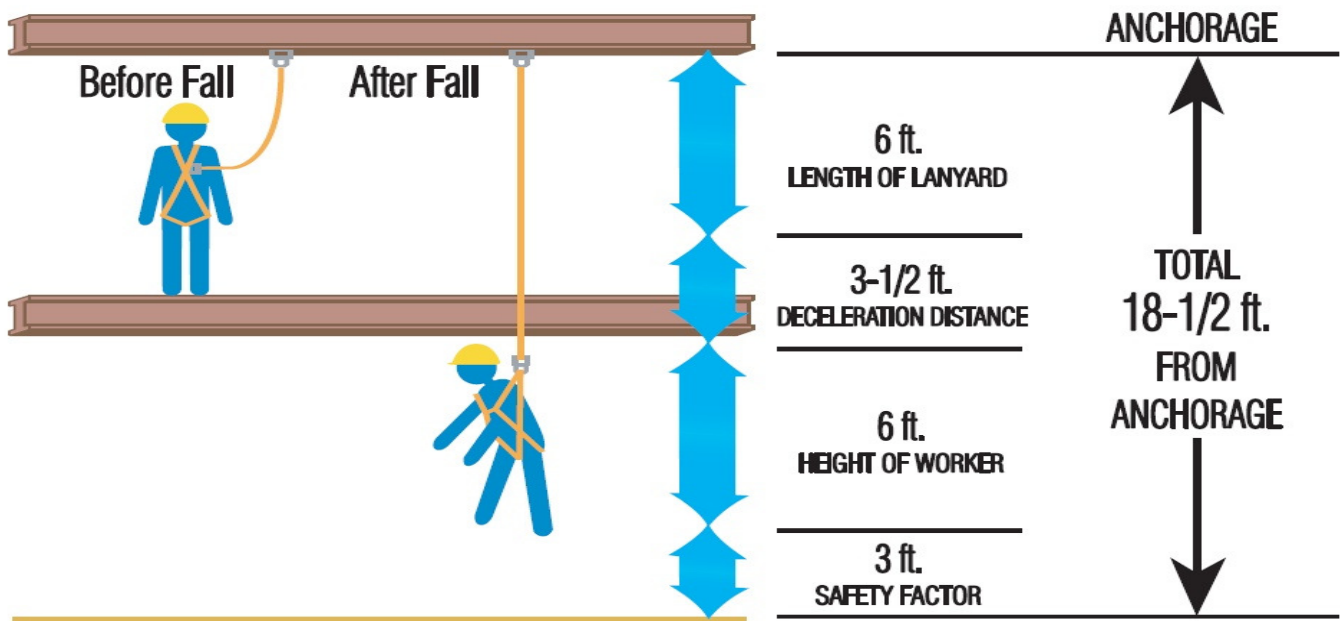 ANCHORAGE
Before Fall
After Fall
6 ft.
LENGTH OF LANYARD
3-1/2 ft.
DECELERATION DISTANCE
6 ft.
HEIGHT OF WORKER
3 ft.
SAFETY FACTOR
TOTAL
18-1/2 ft.
FROM
ANCHORAGE